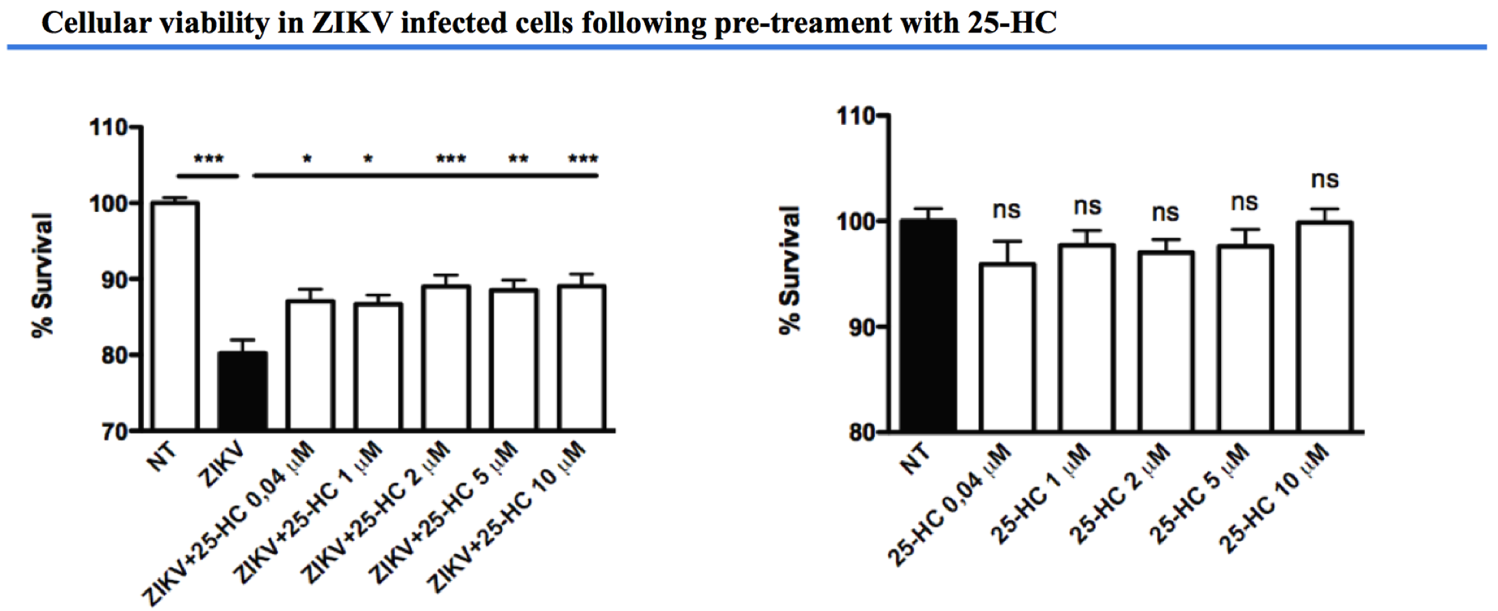 Cellular viability in ZIKV infected cells following pre-treament with 25-HC
110
100
90
80
70
% Survival
*** * * *** ** ***
NT
ZIKV
ZIKV+25-HC 0,04 μM
ZIKV+25-HC 1 μM
ZIKV+25-HC 2 μM
ZIKV+25-HC 5 μM
ZIKV+25-HC 10 μM
110
100
90
80
% Survival
ns ns ns ns ns
NT
25-HC 0,04 μM
25-HC 1 μM
25-HC 2 μM
25-HC 5 μM
25-HC 10 μM